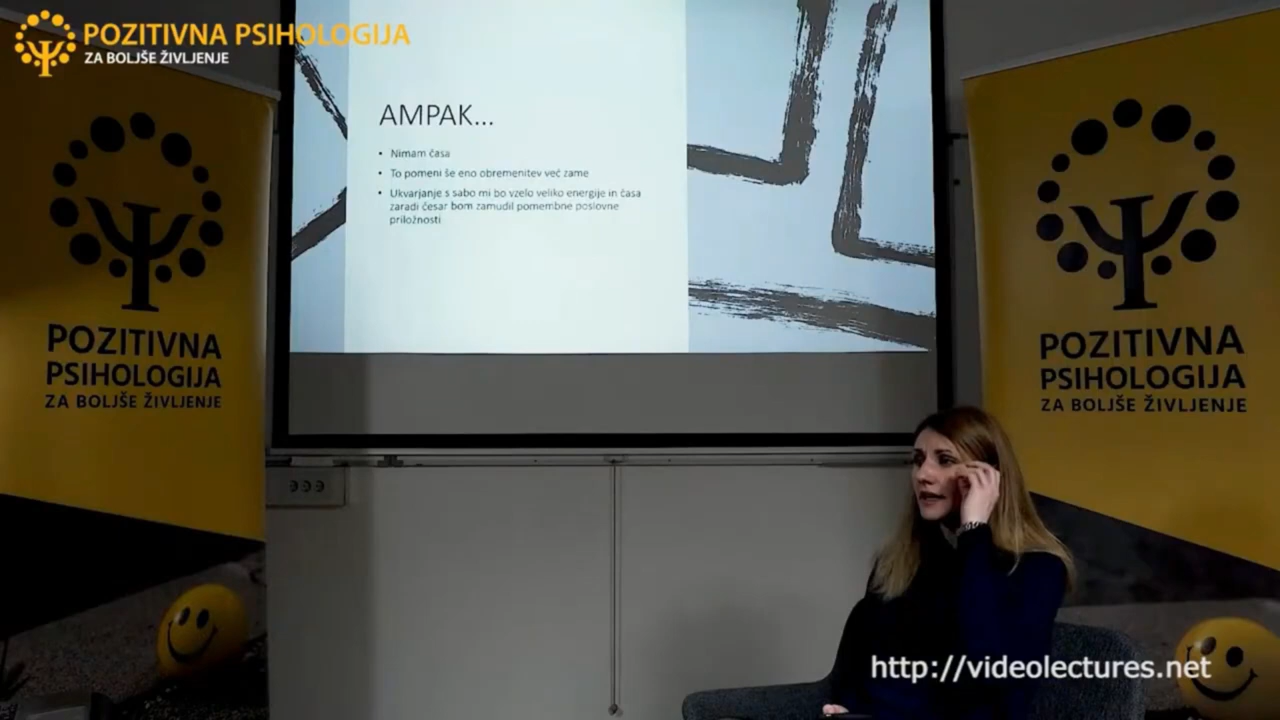 POZITIVNA PSIHOLOGIJA
ZA BOLJŠE ŽIVLJENJE
AMPAK...
• Nimam časa
• To pomeni še eno obremenitev več zame
• Ukvarjanje s sabo mi bo vzelo veliko energije in časa
zaradi česar bom zamudil pomembne poslovne
priložnosti
POZITIVNA
PSIHOLOGIJA
ZA BOLJŠE ŽIVLJENJE
POZITIVNA
PSIHOLOGIJA
ZA BOLJŠE ŽIVLJENJE
http://videolectures.net